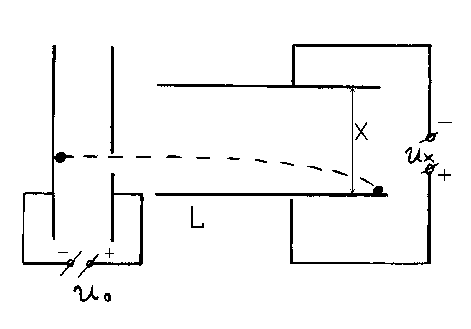 −
X
uₓ
+
L
− +
u₀